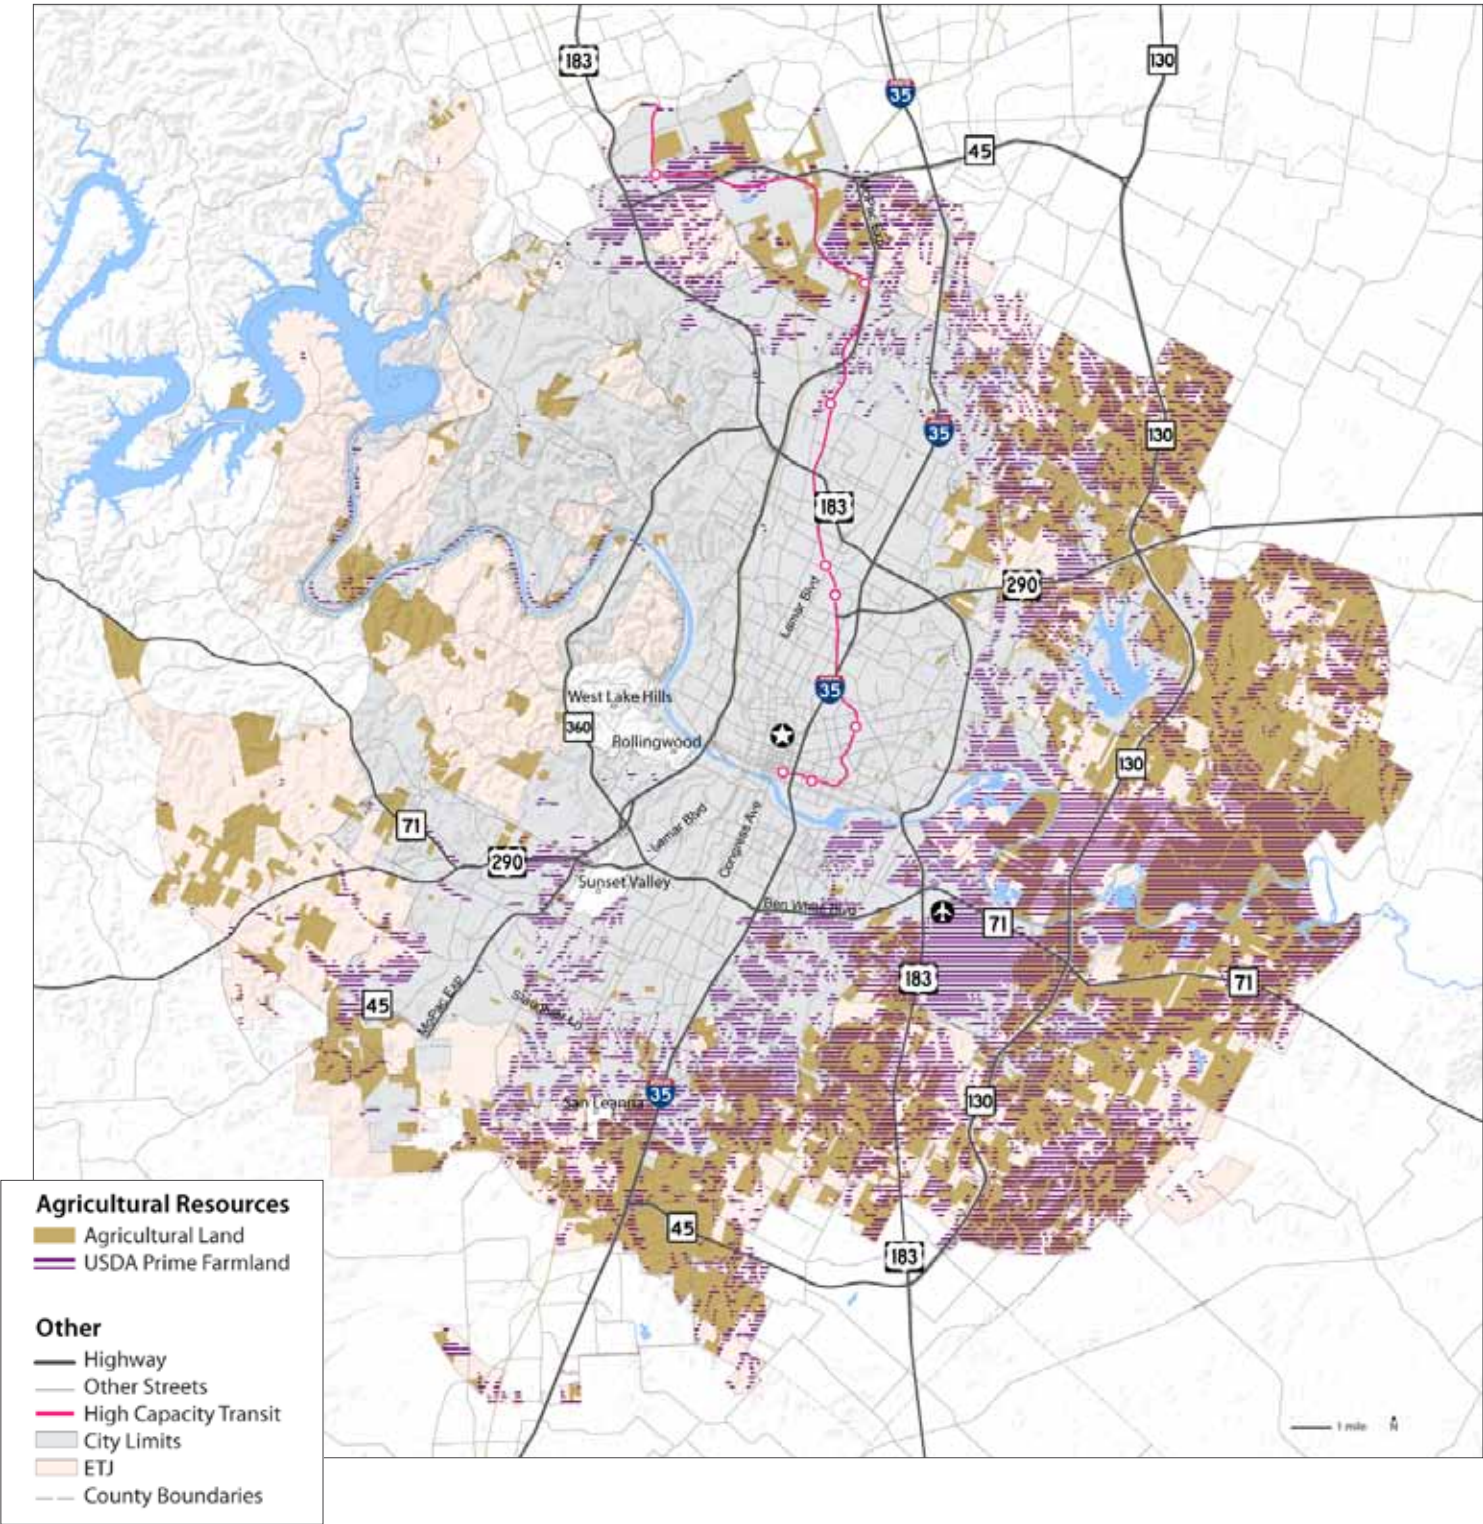 183
35
130
45
MoPac Exp
35
130
183
290
Lamar Blvd
35
West Lake Hills
360
Rollingwood
130
Lamar Blvd
Congress Ave
71
290
Sunset Valley
Ben White Blvd
71
183
71
45
MoPac Exp
Slaughter Ln
35
San Leanna
130
45
183
Agricultural Resources
Agricultural Land
USDA Prime Farmland
Other
Highway
Other Streets
High Capacity Transit
City Limits
ETJ
County Boundaries
1 mile
N